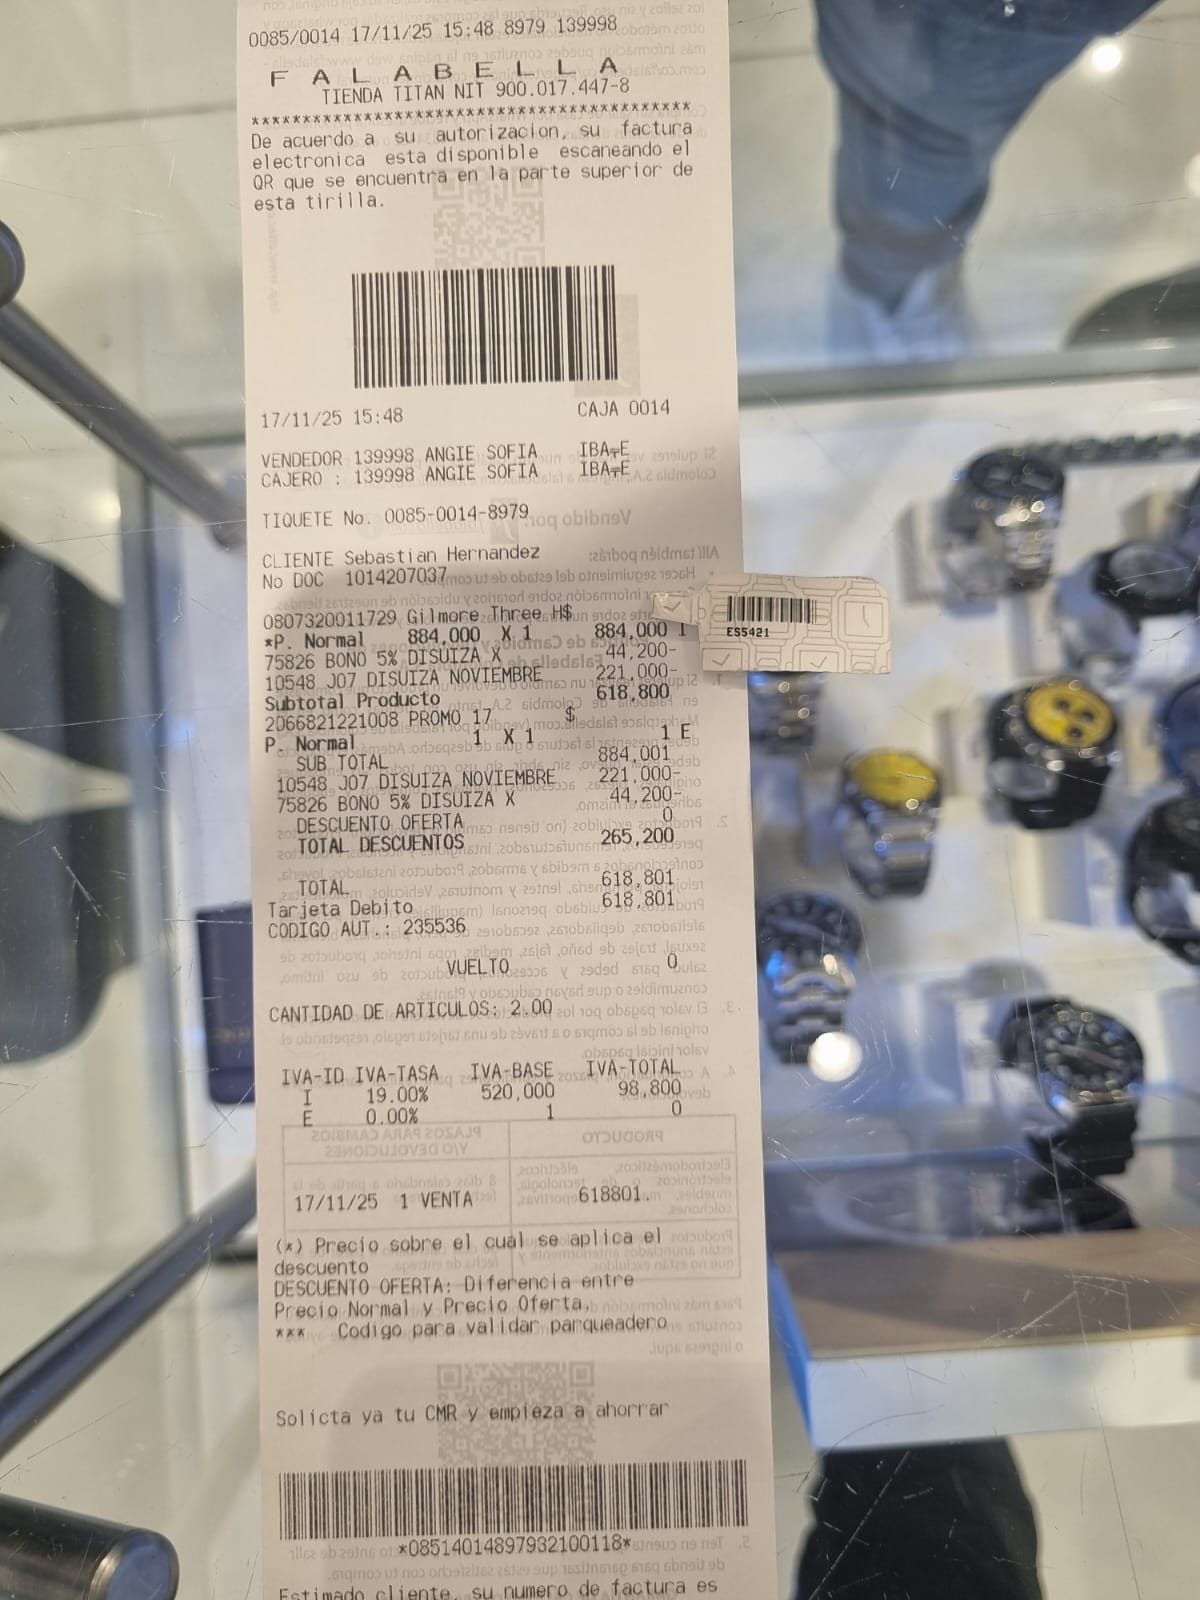 0085/0014 17/11/25 15:48 8979 139998
F A L A B E L L A
TIENDA TITAN NIT 900.017.447-8
*******************************************
De acuerdo a su autorizacion, su factura
electronica esta disponible escaneando el
QR que se encuentra en la parte superior de
esta tirilla.
17/11/25 15:48 CAJA 0014
VENDEDOR 139998 ANGIE SOFIA IBA┬E
CAJERO : 139998 ANGIE SOFIA IBA┬E
TIQUETE No. 0085-0014-8979
CLIENTE Sebastian Hernandez
No DOC 1014207037
0807320011729 Gilmore Three H$
*P. Normal 884,000 X 1 884,000 I
75826 BONO 5% DISUIZA X 44,200-
10548 J07 DISUIZA NOVIEMBRE 221,000-
Subtotal Producto 618,800
2066821221008 PROMO 17 $
P. Normal 1 X 1 1 E
SUB TOTAL 884,001
10548 J07 DISUIZA NOVIEMBRE 221,000-
75826 BONO 5% DISUIZA X 44,200-
DESCUENTO OFERTA 0
TOTAL DESCUENTOS 265,200
TOTAL 618,801
Tarjeta Debito 618,801
CODIGO AUT.: 235536
VUELTO 0
CANTIDAD DE ARTICULOS: 2.00
IVA-ID IVA-TASA IVA-BASE IVA-TOTAL
I 19.00% 520,000 98,800
E 0.00% 1 0
17/11/25 1 VENTA 618801.
(*) Precio sobre el cual se aplica el
descuento
DESCUENTO OFERTA: Diferencia entre
Precio Normal y Precio Oferta.
*** Codigo para validar parqueadero
Solicta ya tu CMR y empieza a ahorrar
*08514014897932100118*
Estimado cliente, su numero de factura es
ES5421